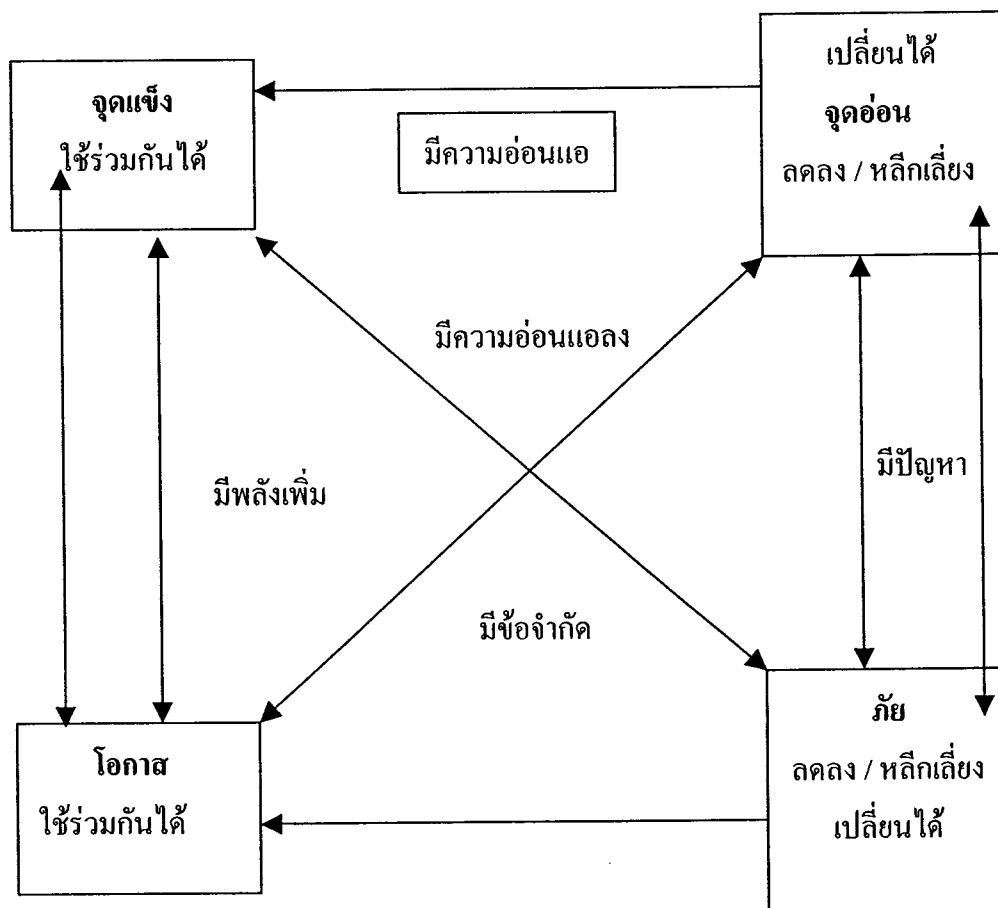 เปลี่ยนได้
จุดแข็ง
จุดอ่อน
ใช้ร่วมกันได้
มีความอ่อนแอ
ลดลง / หลีกเลี่ยง
มีความอ่อนแอลง
มีปัญหา
มีพลังเพิ่ม
มีข้อจำกัด
ภัย
โอกาส
ลดลง / หลีกเลี่ยง
ใช้ร่วมกันได้
เปลี่ยนได้